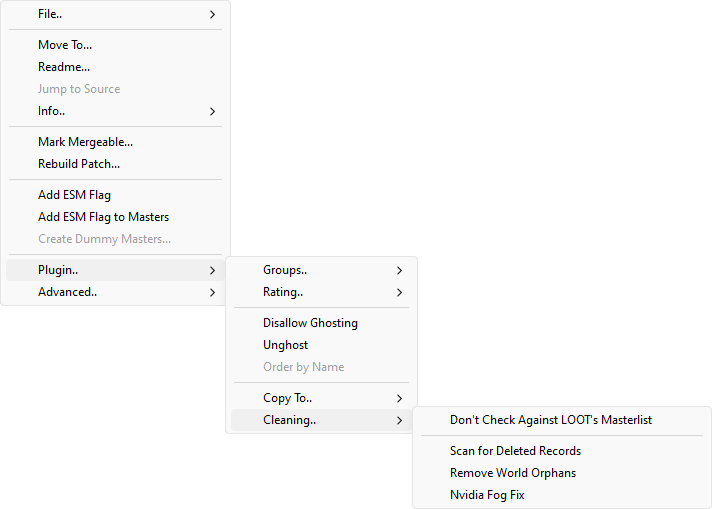 File..
Move To...
Readme...
Jump to Source
Info..
Mark Mergeable...
Rebuild Patch...
Add ESM Flag
Add ESM Flag to Masters
Create Dummy Masters...
Plugin..
Advanced..
Groups..
Rating..
Disallow Ghosting
Unghost
Order by Name
Copy To..
Cleaning..
Don't Check Against LOOT's Masterlist
Scan for Deleted Records
Remove World Orphans
Nvidia Fog Fix